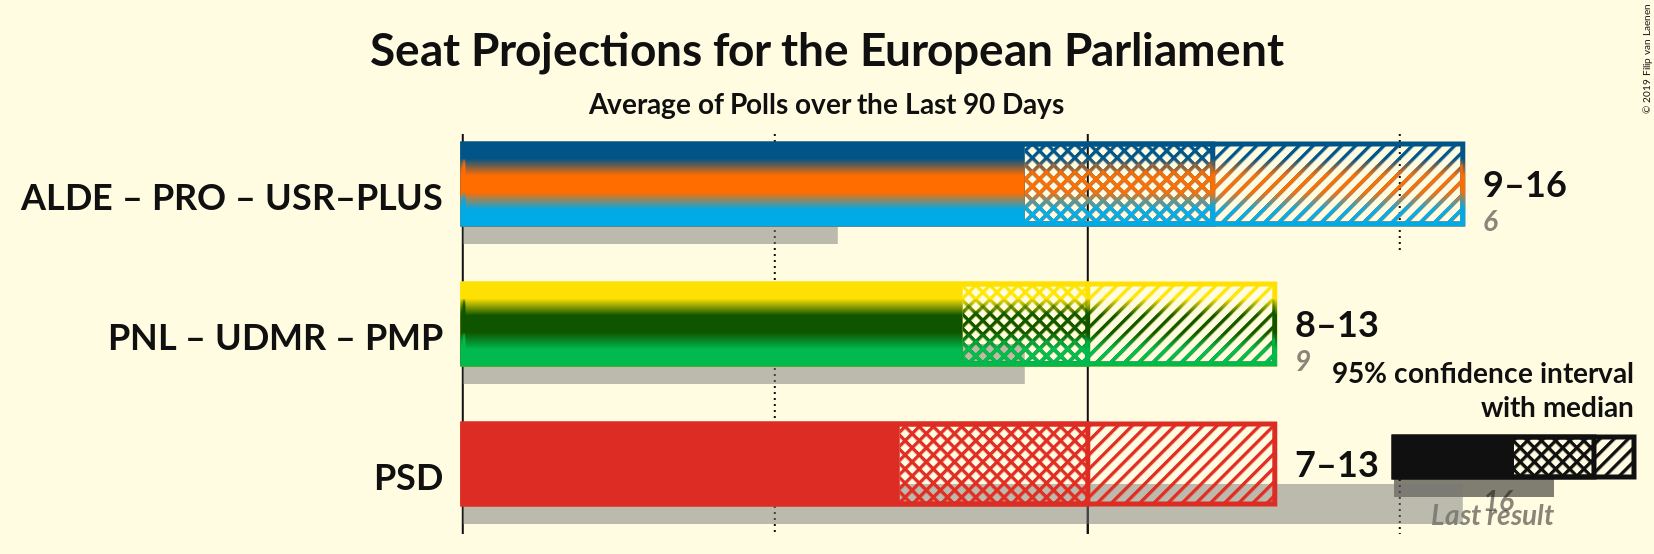 Seat Projections for the European Parliament
Average of Polls over the Last 90 Days
© 2019 Filip van Laenen
ALDE – PRO – USR–PLUS
9–16
6
PNL – UDMR – PMP
8–13
9
95% confidence interval
with median
PSD
7–13
16
Last result